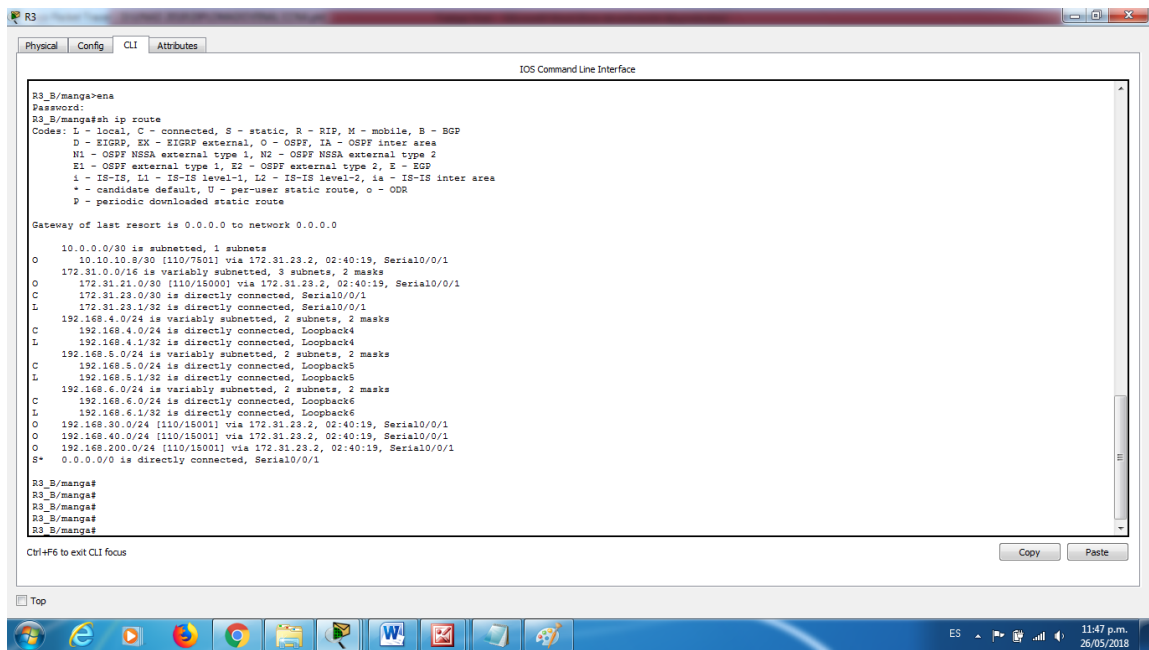 R3
Physical Config CLI Attributes
IOS Command Line Interface
R3_B/manga>ena
Password:
R3_B/manga#sh ip route
Codes: L - local, C - connected, S - static, R - RIP, M - mobile, B - BGP
D - EIGRP, EX - EIGRP external, O - OSPF, IA - OSPF inter area
N1 - OSPF NSSA external type 1, N2 - OSPF NSSA external type 2
E1 - OSPF external type 1, E2 - OSPF external type 2, E - EGP
i - IS-IS, L1 - IS-IS level-1, L2 - IS-IS level-2, ia - IS-IS inter area
* - candidate default, U - per-user static route, o - ODR
P - periodic downloaded static route
Gateway of last resort is 0.0.0.0 to network 0.0.0.0
10.0.0.0/30 is subnetted, 1 subnets
O 10.10.10.8/30 [110/7501] via 172.31.23.2, 02:40:19, Serial0/0/1
172.31.0.0/16 is variably subnetted, 3 subnets, 2 masks
O 172.31.21.0/30 [110/15000] via 172.31.23.2, 02:40:19, Serial0/0/1
C 172.31.23.0/30 is directly connected, Serial0/0/1
L 172.31.23.1/32 is directly connected, Serial0/0/1
192.168.4.0/24 is variably subnetted, 2 subnets, 2 masks
C 192.168.4.0/24 is directly connected, Loopback4
L 192.168.4.1/32 is directly connected, Loopback4
192.168.5.0/24 is variably subnetted, 2 subnets, 2 masks
C 192.168.5.0/24 is directly connected, Loopback5
L 192.168.5.1/32 is directly connected, Loopback5
192.168.6.0/24 is variably subnetted, 2 subnets, 2 masks
C 192.168.6.0/24 is directly connected, Loopback6
L 192.168.6.1/32 is directly connected, Loopback6
O 192.168.30.0/24 [110/15001] via 172.31.23.2, 02:40:19, Serial0/0/1
O 192.168.40.0/24 [110/15001] via 172.31.23.2, 02:40:19, Serial0/0/1
O 192.168.200.0/24 [110/15001] via 172.31.23.2, 02:40:19, Serial0/0/1
S* 0.0.0.0/0 is directly connected, Serial0/0/1
R3_B/manga#
R3_B/manga#
R3_B/manga#
R3_B/manga#
R3_B/manga#
Ctrl+F6 to exit CLI focus
Copy Paste
Top
ES
11:47 p.m.
26/05/2018